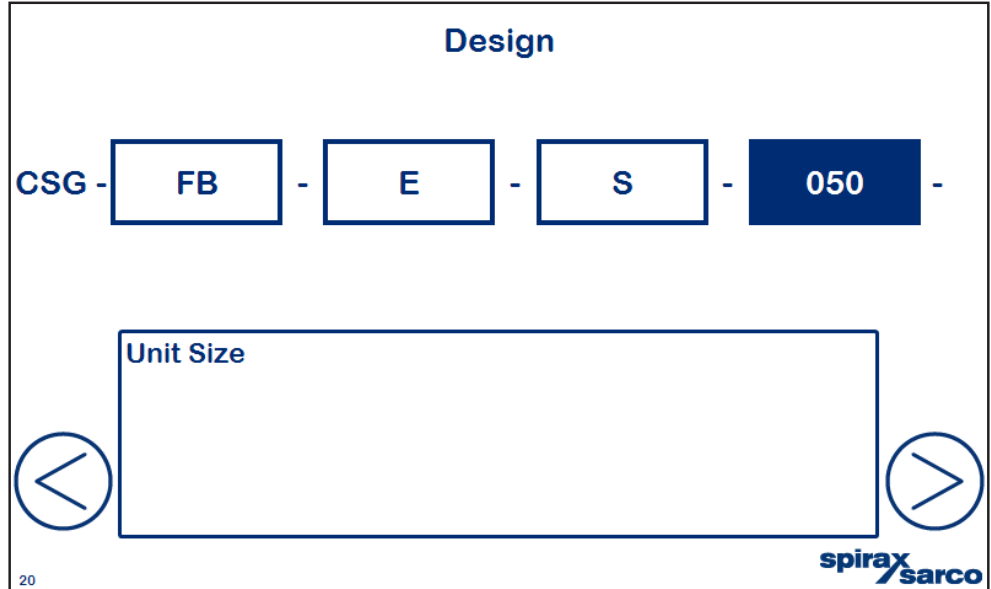 Design
CSG - FB - E - S - 050 -
Unit Size
< >
20
spirax
sarco